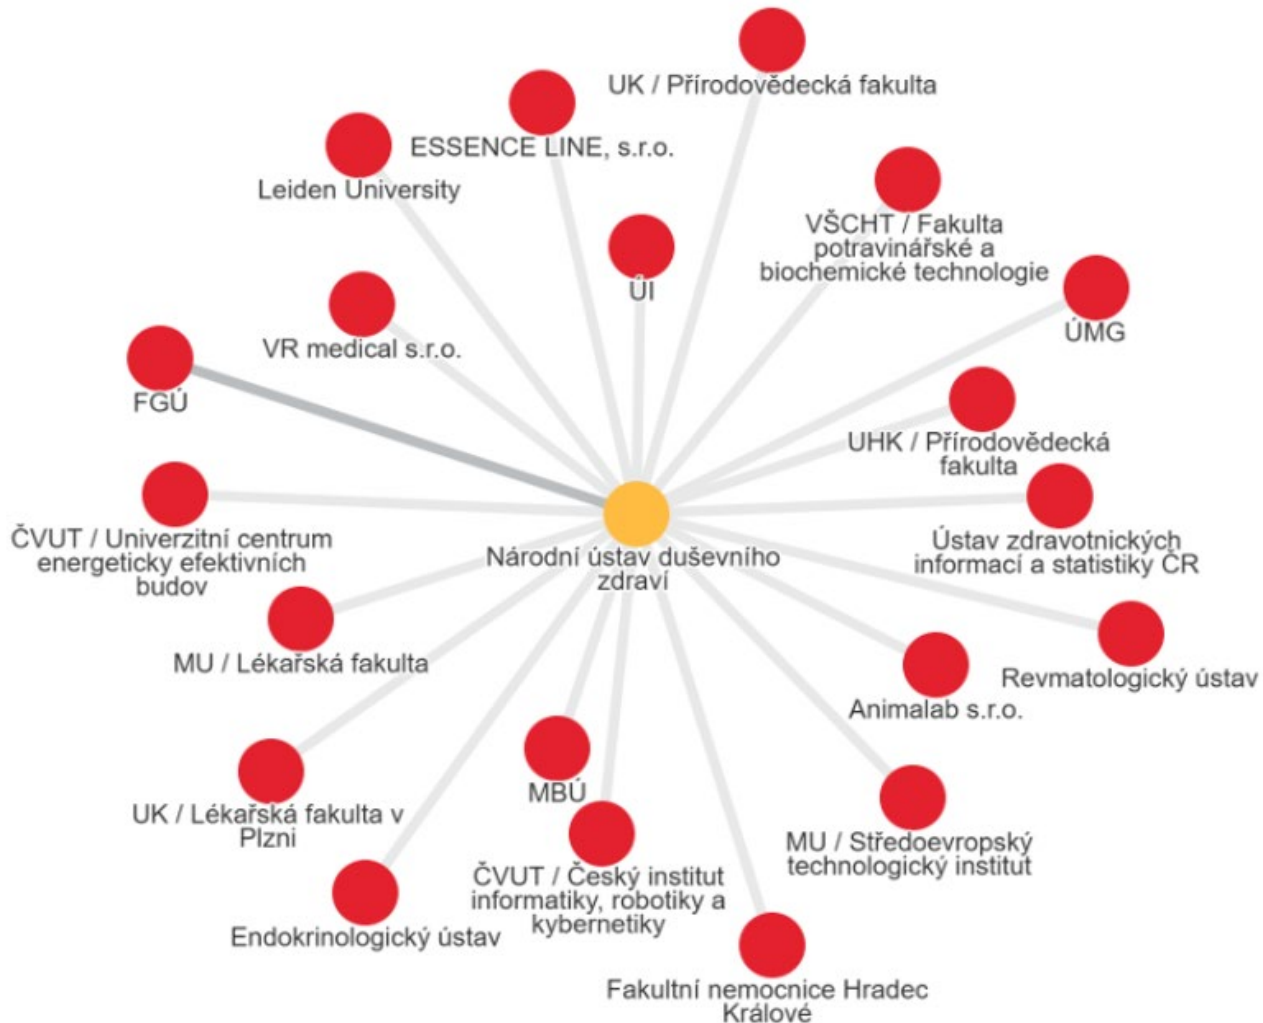 UK / Přírodovědecká fakulta
ESSENCE LINE, s.r.o.
Leiden University
VŠCHT / Fakulta
potravinářské a
biochemické technologie
ÚI
ÚMG
VR medical s.r.o.
FGÚ
UHK / Přírodovědecká
fakulta
ČVUT / Univerzitní centrum
energeticky efektivních
budov
Národní ústav duševního
zdraví
Ústav zdravotnických
informací a statistiky ČR
MU / Lékařská fakulta
Revmatologický ústav
Animalab s.r.o.
MBÚ
UK / Lékařská fakulta v
Plzni
MU / Středoevropský
technologický institut
ČVUT / Český institut
informatiky, robotiky a
kybernetiky
Endokrinologický ústav
Fakultní nemocnice Hradec
Králové